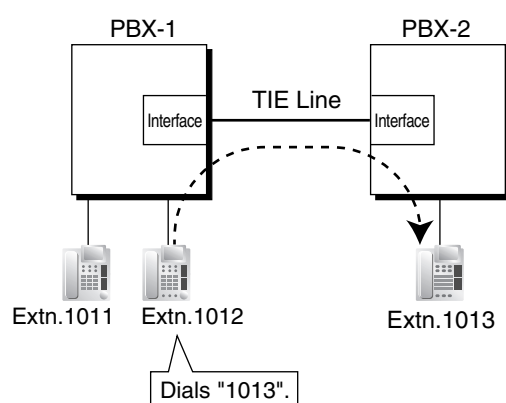 PBX-1
PBX-2
TIE Line
Interface
Interface
Extn.1011
Extn.1012
Extn.1013
Dials "1013".